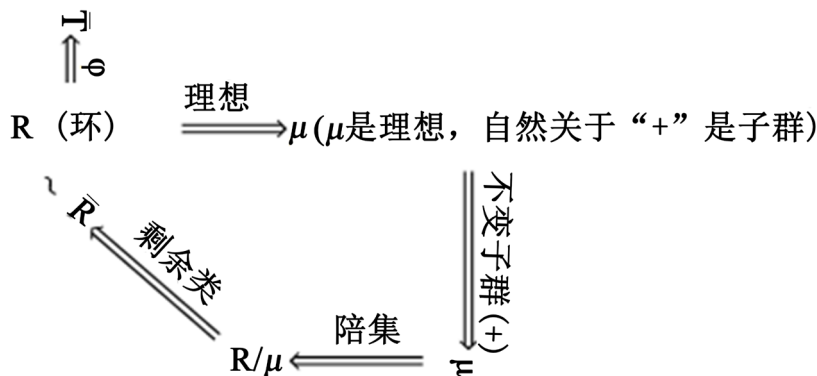 T̄
φ
理想
R（环）
μ(μ是理想，自然关于“+”是子群)
~
R̄
剩余类
不变子群(+)
陪集
R/μ
μ